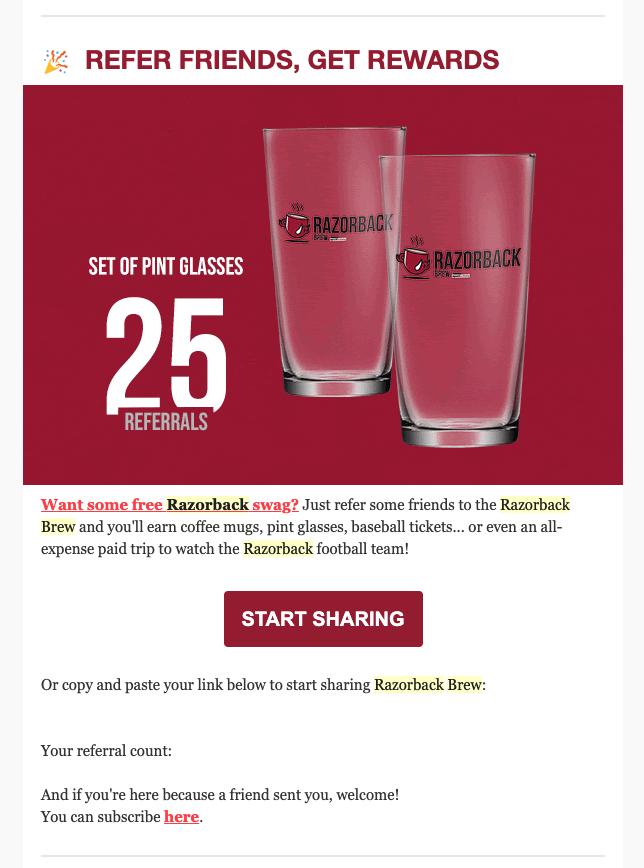 REFER FRIENDS, GET REWARDS
SET OF PINT GLASSES
25
REFERRALS
RAZORBACK
BREW
RAZORBACK
BREW
Want some free Razorback swag? Just refer some friends to the Razorback
Brew and you'll earn coffee mugs, pint glasses, baseball tickets... or even an all-
expense paid trip to watch the Razorback football team!
START SHARING
Or copy and paste your link below to start sharing Razorback Brew:
Your referral count:
And if you're here because a friend sent you, welcome!
You can subscribe here.